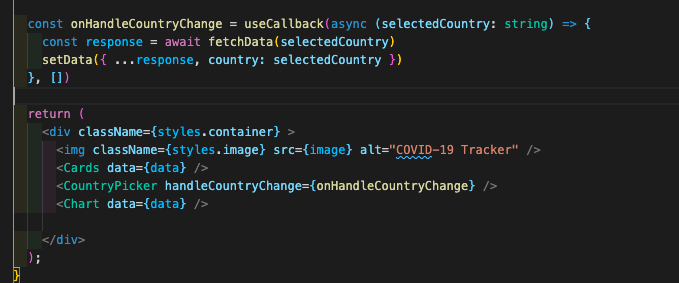 const onHandleCountryChange = useCallback(async (selectedCountry: string) => {
const response = await fetchData(selectedCountry)
setData({ ...response, country: selectedCountry })
}, [])
return (
<div className={styles.container} >
<img className={styles.image} src={image} alt="COVID-19 Tracker" />
<Cards data={data} />
<CountryPicker handleCountryChange={onHandleCountryChange} />
<Chart data={data} />
</div>
);
}